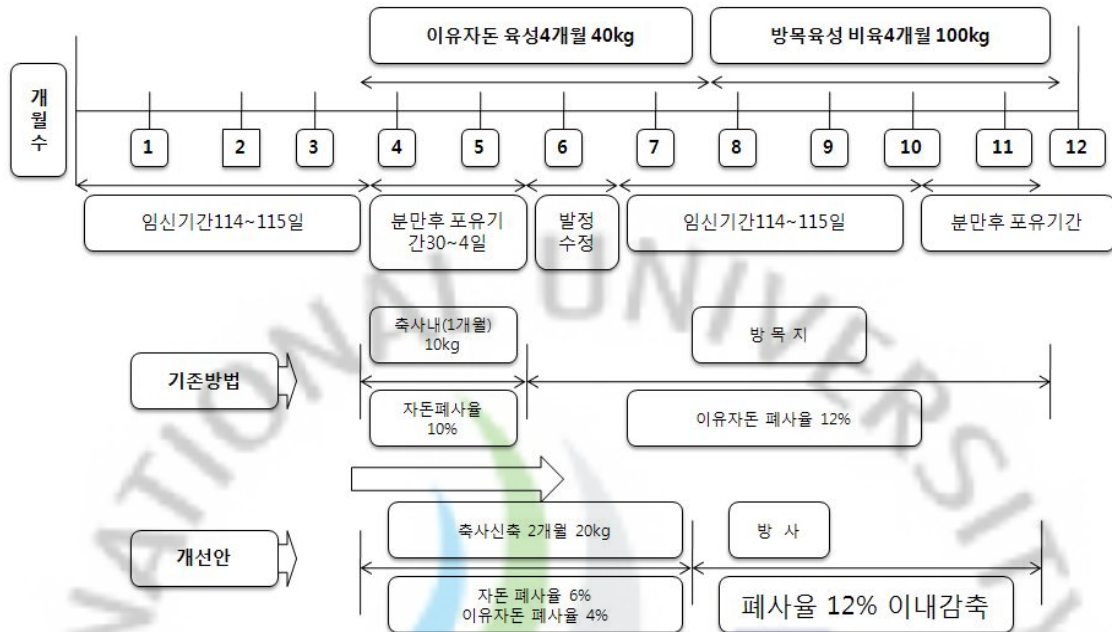 이유자돈 육성4개월 40kg
방목육성 비육4개월 100kg
개
월
수
1
2
3
4
5
6
7
8
9
10
11
12
임신기간114~115일
분만후 포유기
간30~4일
발정
수정
임신기간114~115일
분만후 포유기간
축사내(1개월)
10kg
방 목 지
기존방법
자돈폐사율
10%
이유자돈 폐사율 12%
축사신축 2개월 20kg
방 사
개선안
자돈 폐사율 6%
이유자돈 폐사율 4%
폐사율 12% 이내감축
NATIONAL UNIVERSITY